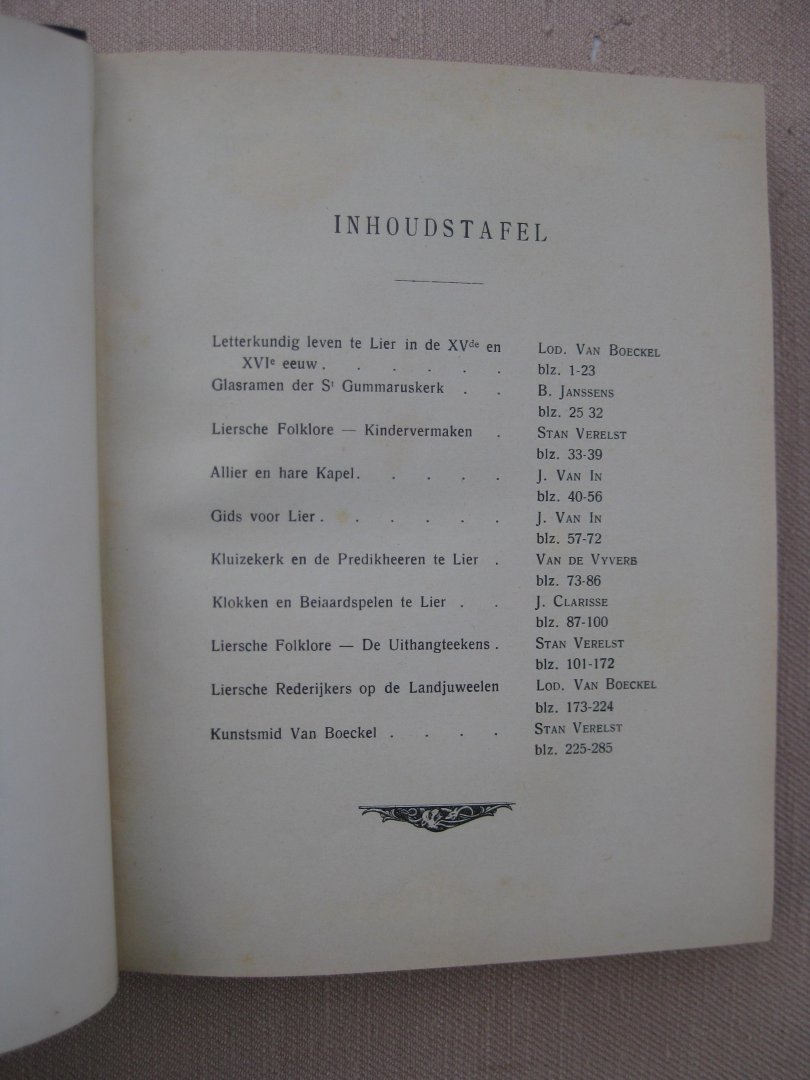 INHOUDSTAFEL
Letterkundig leven te Lier in de XVde en Lod. Van Boeckel
XVIe eeuw . . . . . . blz. 1-23
Glasramen der St Gummaruskerk . . B. Janssens
blz. 25 32
Liersche Folklore — Kindervermaken . Stan Verelst
blz. 33-39
Allier en hare Kapel. . . . . J. Van In
blz. 40-56
Gids voor Lier . . . . . . J. Van In
blz. 57-72
Kluizekerk en de Predikheeren te Lier . Van de Vyverb
blz. 73-86
Klokken en Beiaardspelen te Lier . . J. Clarisse
blz. 87-100
Liersche Folklore — De Uithangteekens . Stan Verelst
blz. 101-172
Liersche Rederijkers op de Landjuweelen Lod. Van Boeckel
blz. 173-224
Kunstsmid Van Boeckel . . . . Stan Verelst
blz. 225-285